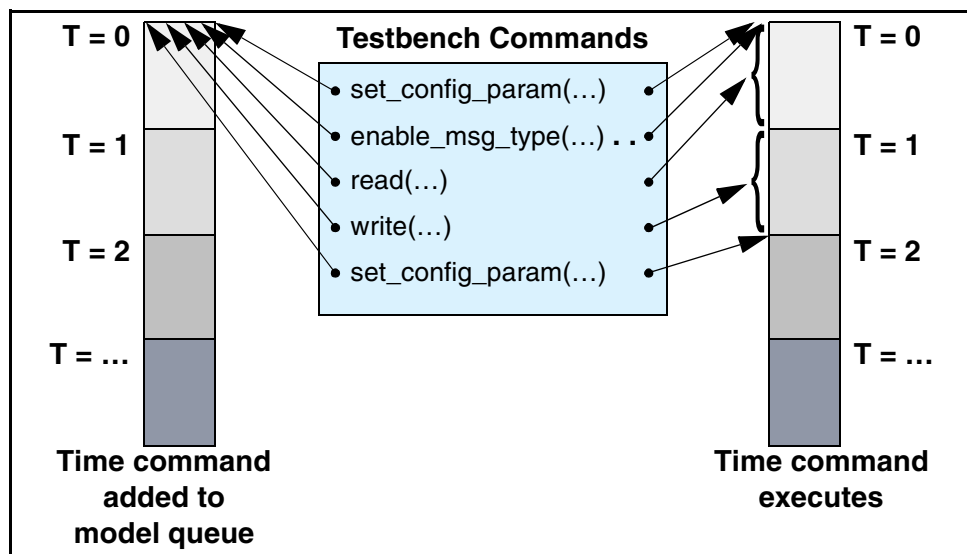 T = 0
T = 1
T = 2
T = ...
Time command
added to
model queue
Testbench Commands
set_config_param(…)
enable_msg_type(…) . .
read(…)
write(…)
set_config_param(…)
T = 0
T = 1
T = 2
T = ...
Time command
executes